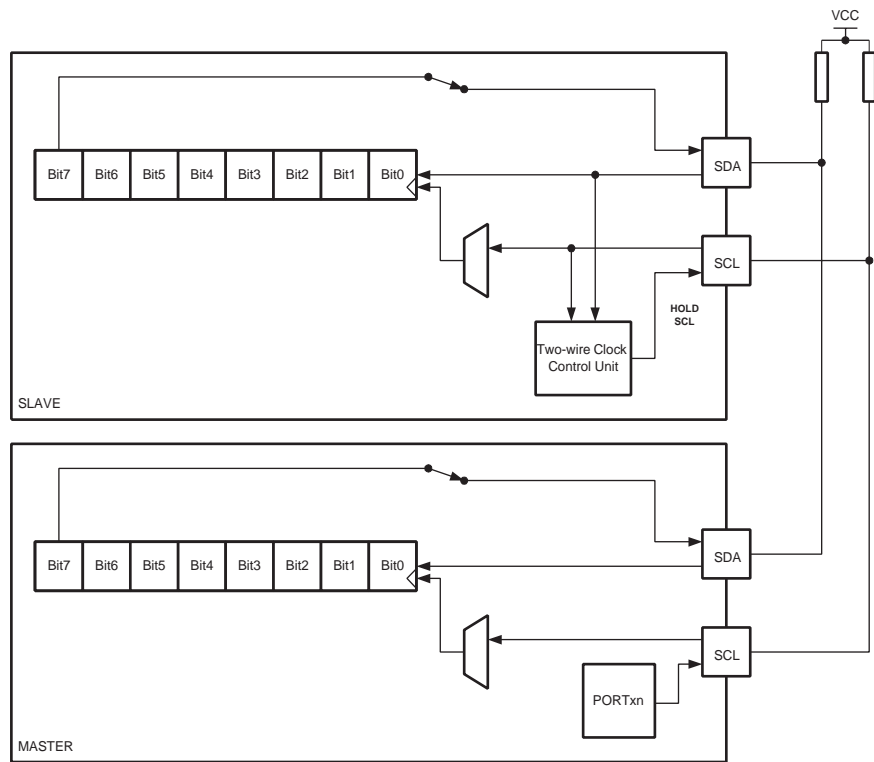 VCC
Bit7 Bit6 Bit5 Bit4 Bit3 Bit2 Bit1 Bit0
SDA
SCL
HOLD
SCL
Two-wire Clock
Control Unit
SLAVE
Bit7 Bit6 Bit5 Bit4 Bit3 Bit2 Bit1 Bit0
SDA
SCL
PORTxn
MASTER